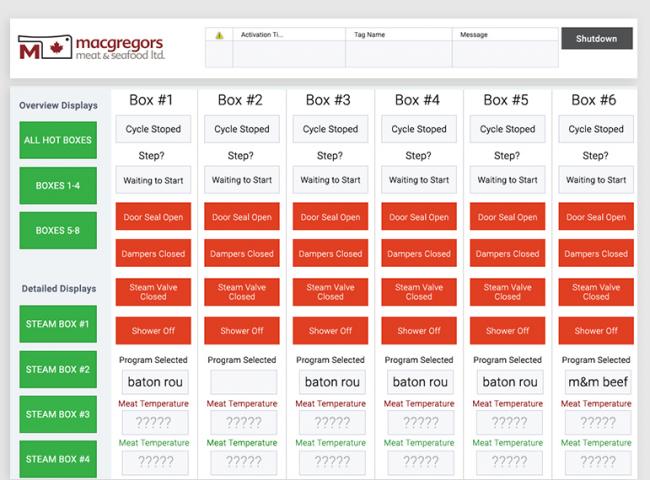 M
macgregors
meat & seafood ltd.
Activation Ti... Tag Name Message
Shutdown
Overview Displays
ALL HOT BOXES
BOXES 1-4
BOXES 5-8
Detailed Displays
STEAM BOX #1
STEAM BOX #2
STEAM BOX #3
STEAM BOX #4
Box #1 Box #2 Box #3 Box #4 Box #5 Box #6
Cycle Stoped Cycle Stoped Cycle Stoped Cycle Stoped Cycle Stoped Cycle Stoped
Step? Step? Step? Step? Step? Step?
Waiting to Start Waiting to Start Waiting to Start Waiting to Start Waiting to Start Waiting to Start
Door Seal Open Door Seal Open Door Seal Open Door Seal Open Door Seal Open Door Seal Open
Dampers Closed Dampers Closed Dampers Closed Dampers Closed Dampers Closed Dampers Closed
Steam Valve Steam Valve Steam Valve Steam Valve Steam Valve Steam Valve
Closed Closed Closed Closed Closed Closed
Shower Off Shower Off Shower Off Shower Off Shower Off Shower Off
Program Selected Program Selected Program Selected Program Selected Program Selected Program Selected
baton rou baton rou baton rou baton rou m&m beef
Meat Temperature Meat Temperature Meat Temperature Meat Temperature Meat Temperature Meat Temperature
????? ????? ????? ????? ????? ?????
Meat Temperature Meat Temperature Meat Temperature Meat Temperature Meat Temperature Meat Temperature
????? ????? ????? ????? ????? ?????